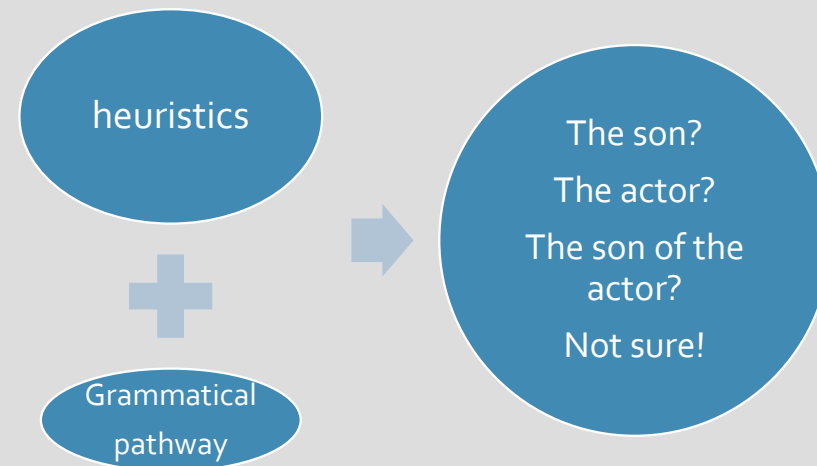 heuristics
Grammatical
pathway
The son?
The actor?
The son of the
actor?
Not sure!